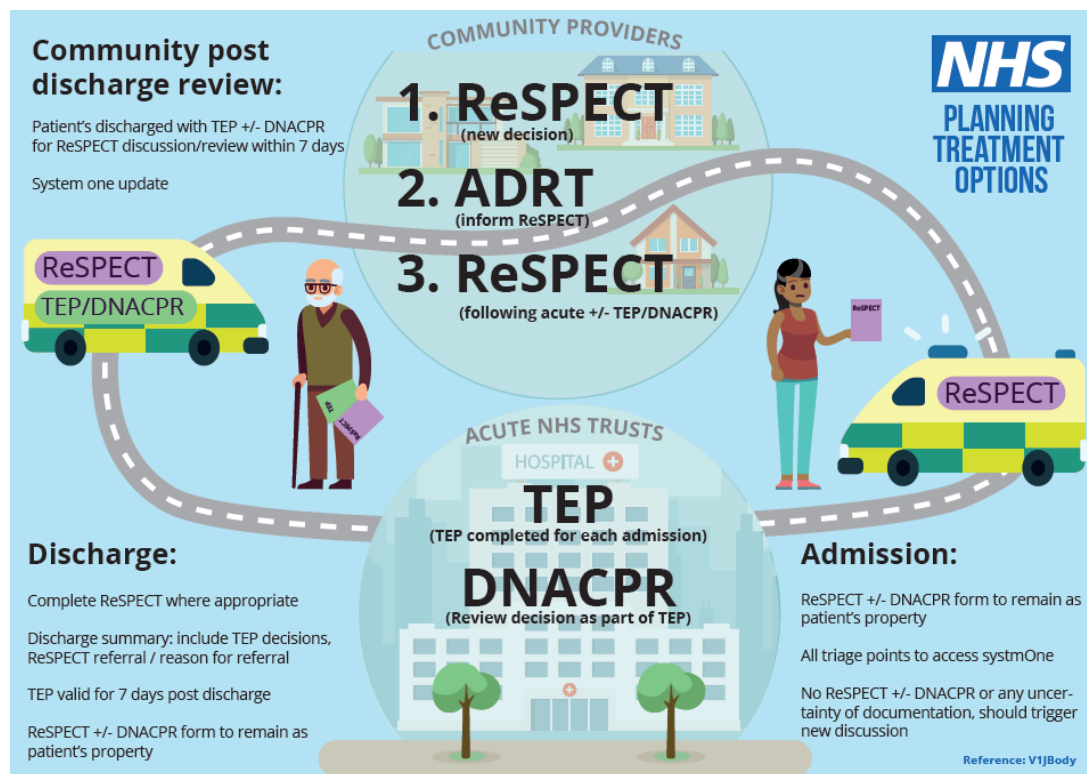 Community post
discharge review:
Patient's discharged with TEP +/- DNACPR
for ReSPECT discussion/review within 7 days
System one update
COMMUNITY PROVIDERS
1. ReSPECT
(new decision)
2. ADRT
(inform ReSPECT)
3. ReSPECT
(following acute +/- TEP/DNACPR)
NHS
PLANNING
TREATMENT
OPTIONS
ReSPECT
TEP/DNACPR
TEP
ReSPECT
ReSPECT
ReSPECT
ACUTE NHS TRUSTS
HOSPITAL
TEP
(TEP completed for each admission)
DNACPR
(Review decision as part of TEP)
Discharge:
Complete ReSPECT where appropriate
Discharge summary: include TEP decisions,
ReSPECT referral / reason for referral
TEP valid for 7 days post discharge
ReSPECT +/- DNACPR form to remain as
patient's property
Admission:
ReSPECT +/- DNACPR form to remain as
patient's property
All triage points to access systmOne
No ReSPECT +/- DNACPR or any uncer-
tainty of documentation, should trigger
new discussion
Reference: V1JBody